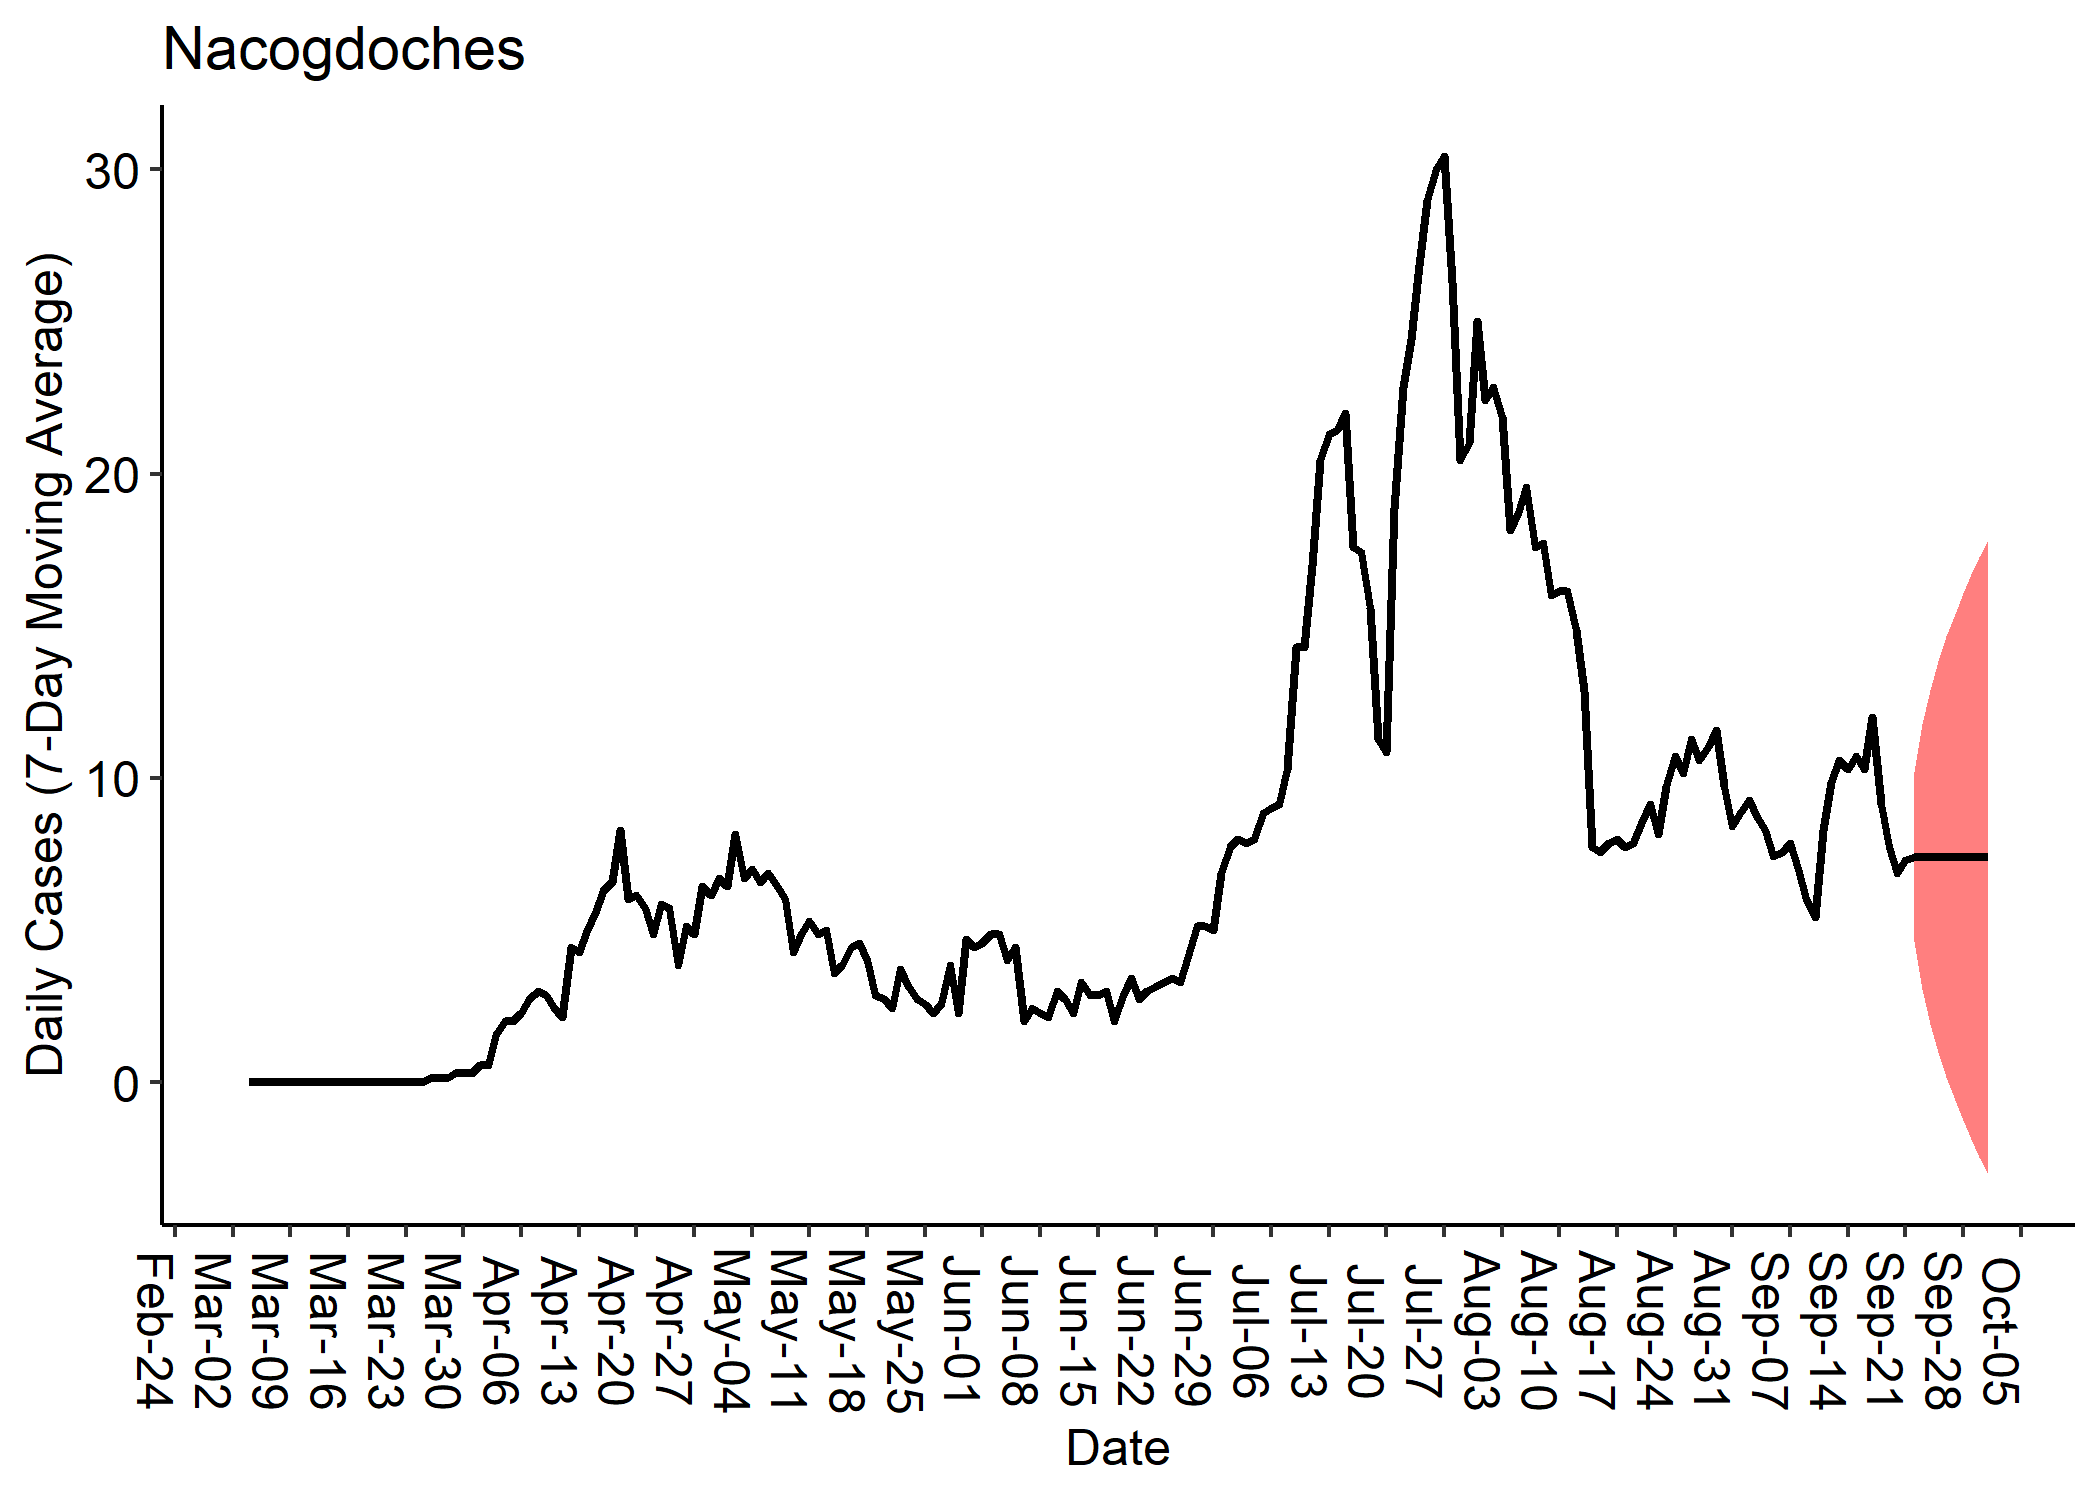 Nacogdoches
Daily Cases (7-Day Moving Average)
30
20
10
0
Feb-24
Mar-02
Mar-09
Mar-16
Mar-23
Mar-30
Apr-06
Apr-13
Apr-20
Apr-27
May-04
May-11
May-18
May-25
Jun-01
Jun-08
Jun-15
Jun-22
Jun-29
Jul-06
Jul-13
Jul-20
Jul-27
Aug-03
Aug-10
Aug-17
Aug-24
Aug-31
Sep-07
Sep-14
Sep-21
Sep-28
Oct-05
Date